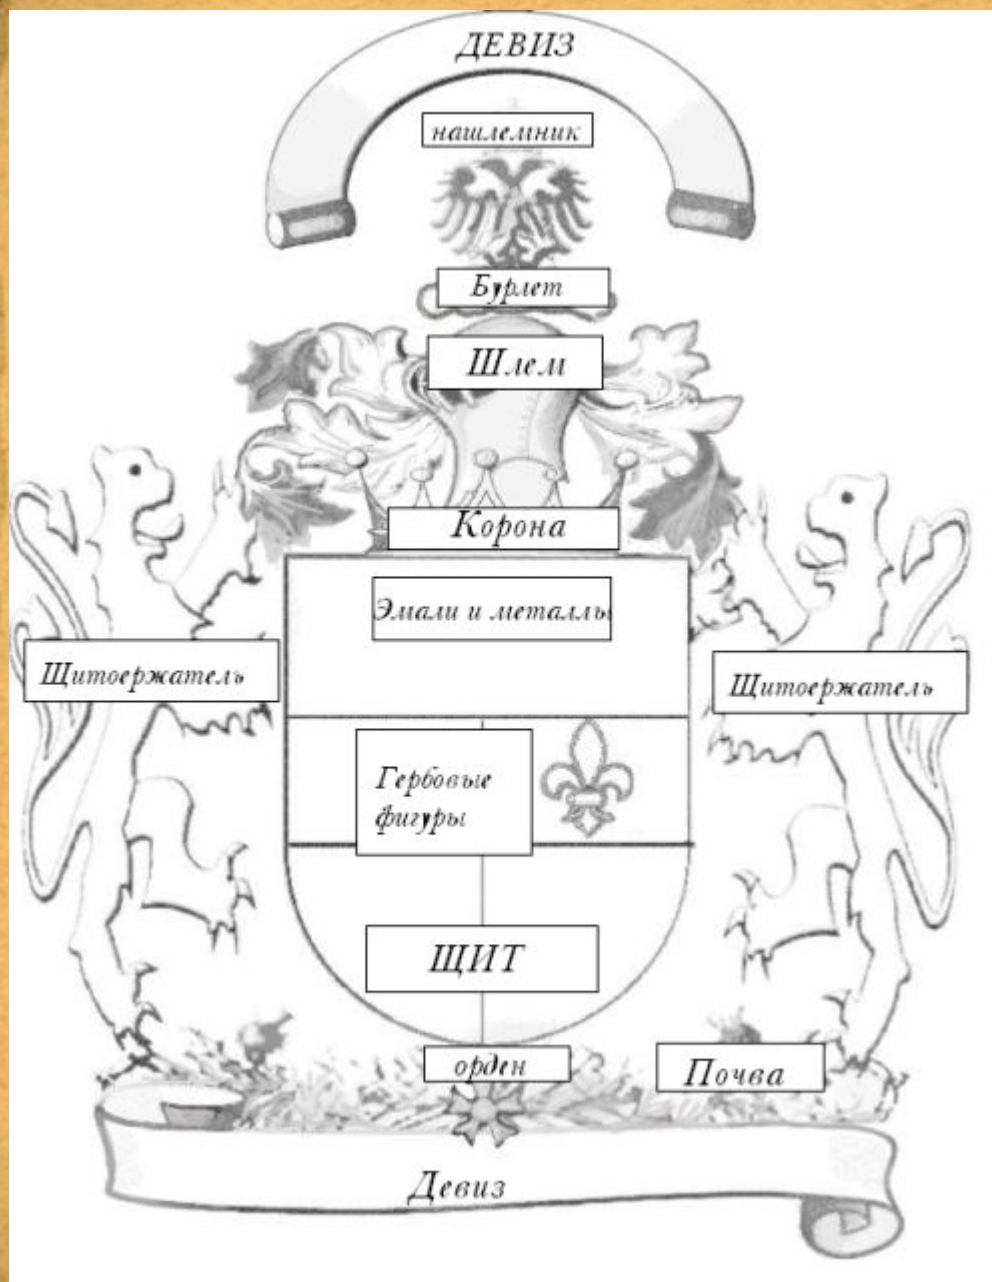 ДЕВИЗ
нашлемник
Бурлет
Шлем
Корона
Эмали и металлы
Щитоержатель
Щитоержатель
Гербовые
фигуры
ЩИТ
орден
Почва
Девиз